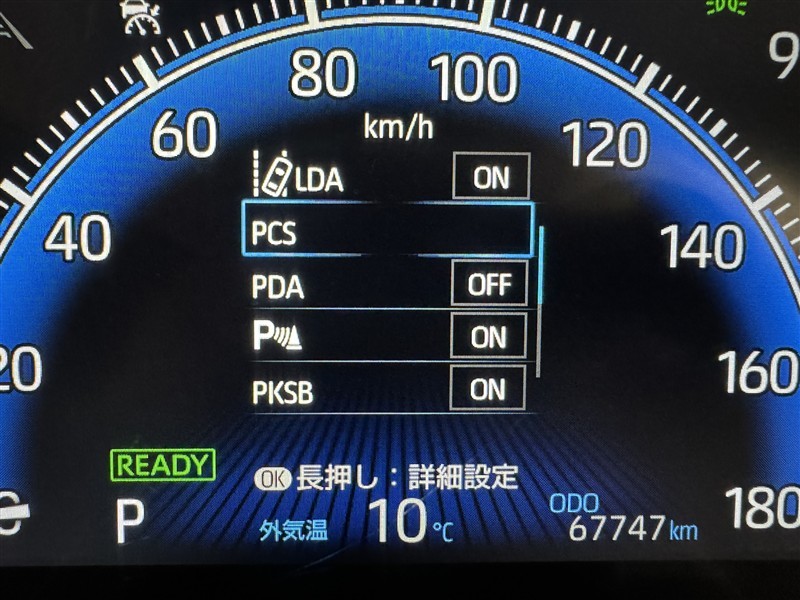 80
100
60
km/h
120
9
LDA ON
40
PCS
140
PDA OFF
P ON
20
160
PKSB ON
READY
OK 長押し：詳細設定
P
外気温 10℃
ODO
67747km
180